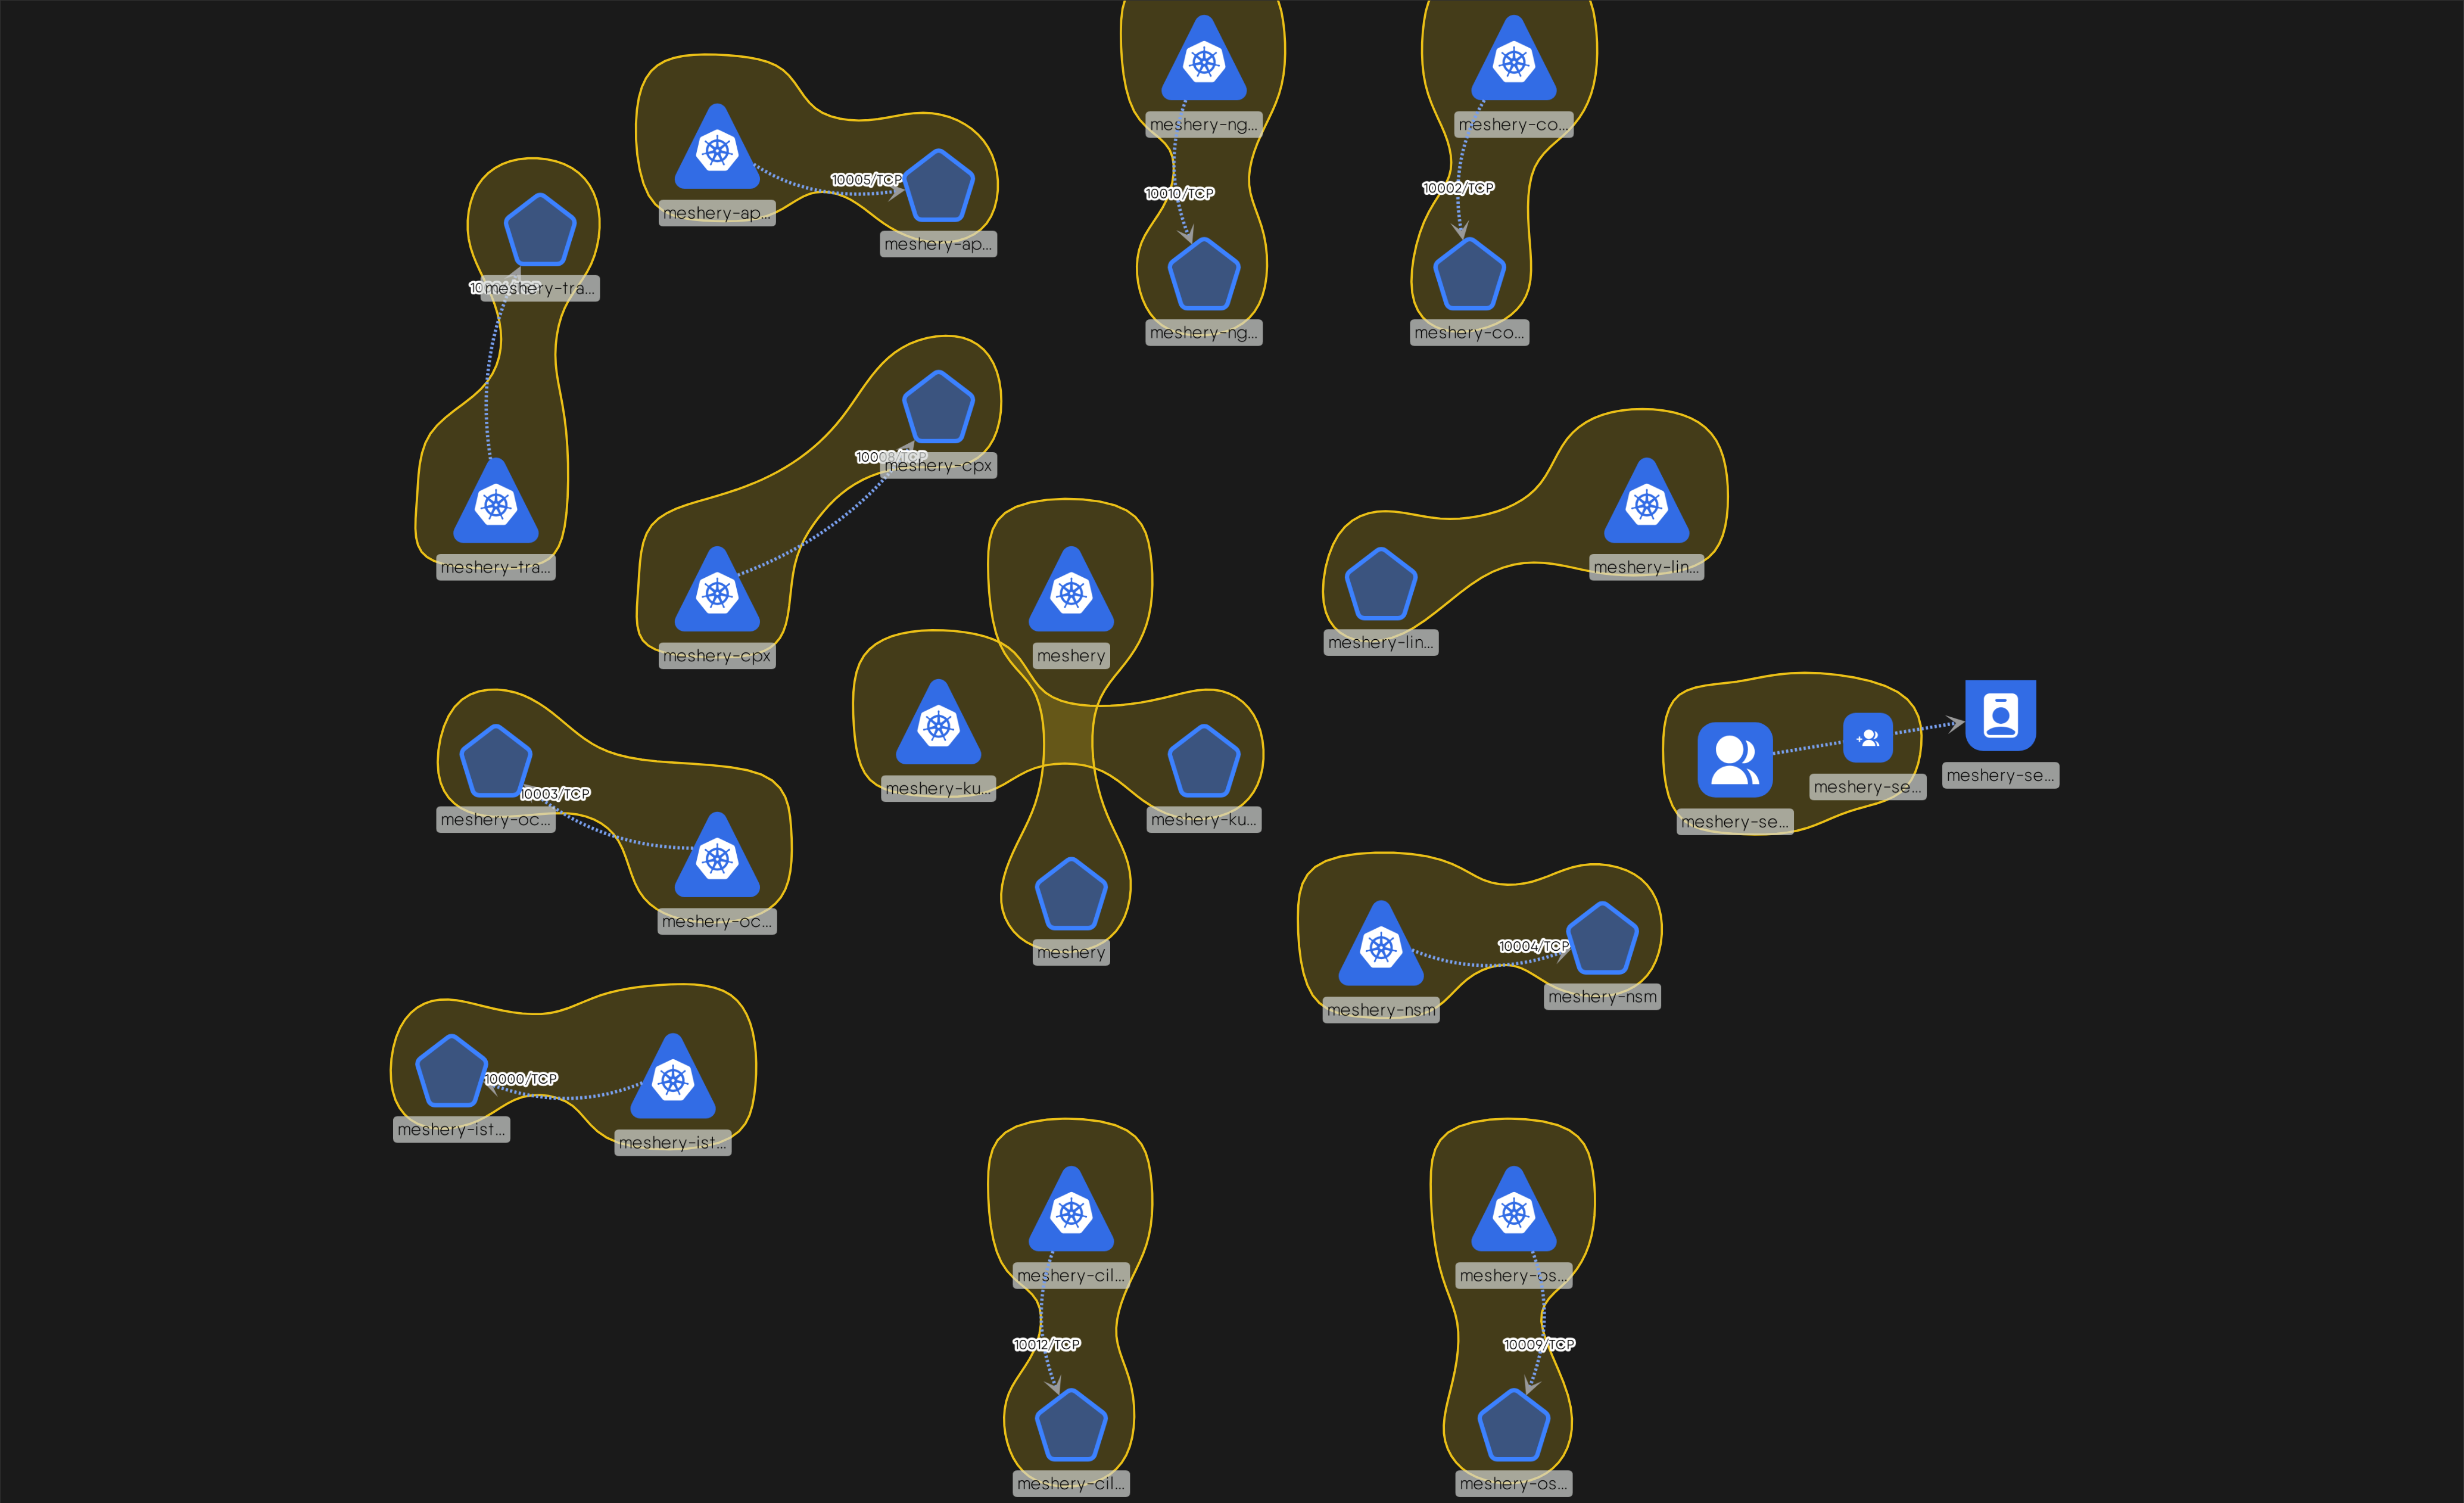 meshery-ng...
meshery-co...
10005/TCP
10010/TCP
10002/TCP
meshery-ap...
meshery-ap...
meshery-tra...
meshery-ng...
meshery-co...
10008/TCP
meshery-cpx
meshery-tra...
meshery-lin...
meshery-lin...
meshery-cpx
meshery
meshery-se...
meshery-se...
meshery-se...
meshery-ku...
meshery-ku...
10003/TCP
meshery-oc...
meshery-oc...
meshery
10004/TCP
meshery-nsm
meshery-nsm
10000/TCP
meshery-ist...
meshery-ist...
meshery-cil...
meshery-os...
10012/TCP
10009/TCP
meshery-cil...
meshery-os...